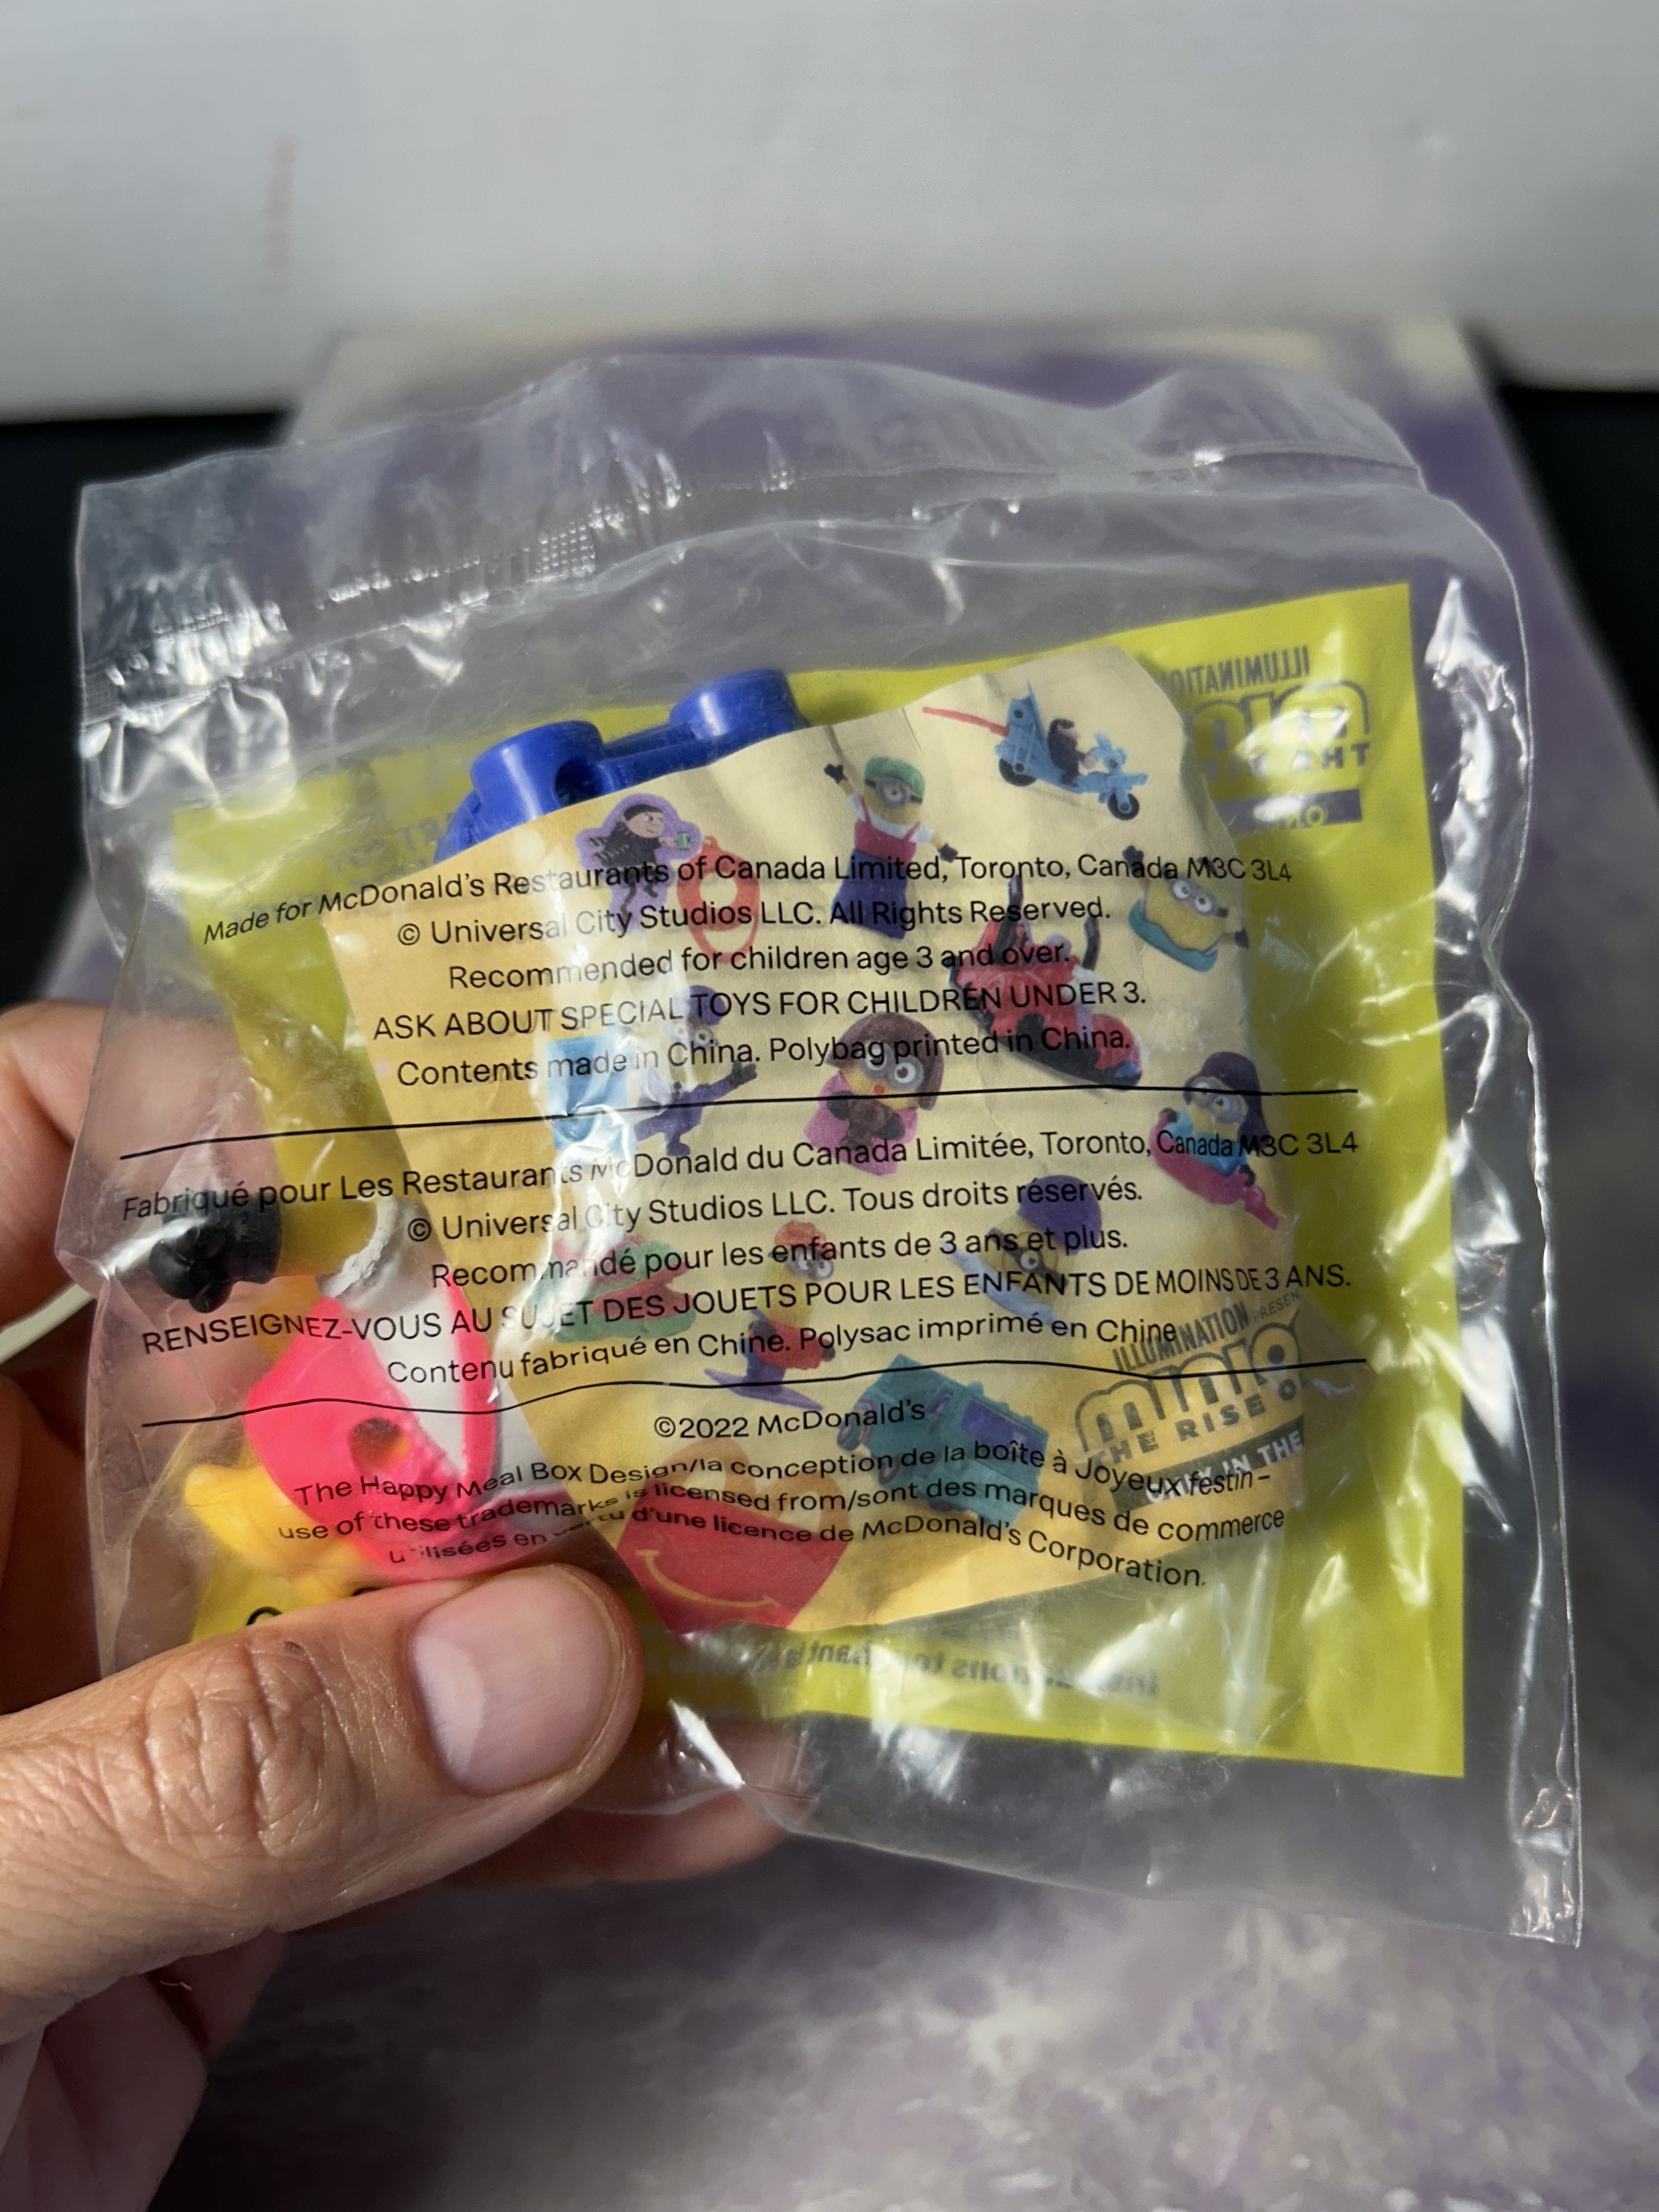 Made for McDonald's Restaurants of Canada Limited, Toronto, Canada M3C 3L4
© Universal City Studios LLC. All Rights Reserved.
Recommended for children age 3 and over.
ASK ABOUT SPECIAL TOYS FOR CHILDREN UNDER 3.
Contents made in China. Polybag printed in China.
Fabriqué pour Les Restaurants McDonald du Canada Limitée, Toronto, Canada M3C 3L4
© Universal City Studios LLC. Tous droits réservés.
Recommandé pour les enfants de 3 ans et plus.
RENSEIGNEZ-VOUS AU SUJET DES JOUETS POUR LES ENFANTS DE MOINS DE 3 ANS.
Contenu fabriqué en Chine. Polysac imprimé en Chine
©2022 McDonald's
The Happy Meal Box Design/la conception de la boîte à Joyeux festin –
use of these trademarks is licensed from/sont des marques de commerce
utilisées en vertu d'une licence de McDonald's Corporation.
ILLUMINATION PRESEN
MINIO
THE RISE O
ONLY IN THE
ILLUMINATIO